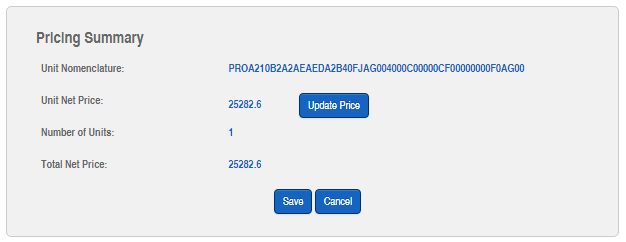 Pricing Summary
Unit Nomenclature: PROA210B2A2AEAEDA2B40FJAG004000C00000CF00000000F0AG00
Unit Net Price: 25282.6 Update Price
Number of Units: 1
Total Net Price: 25282.6
Save Cancel